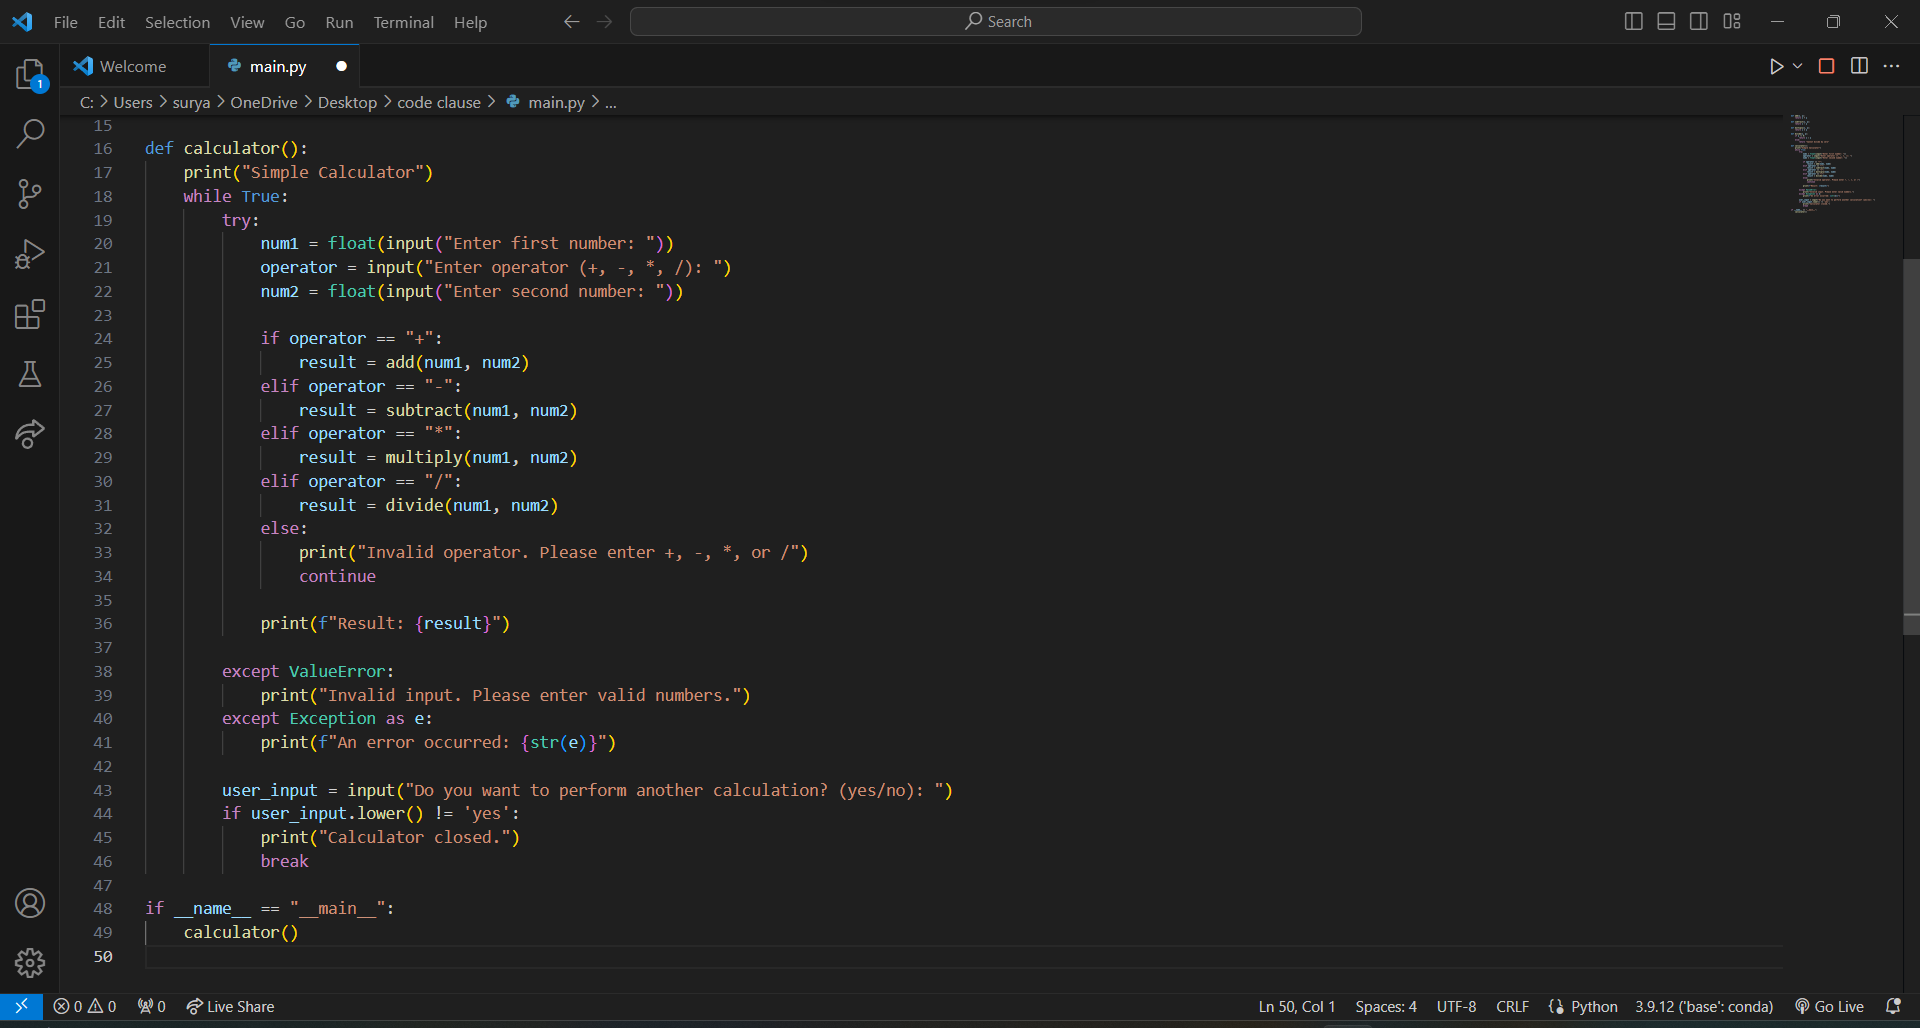 File Edit Selection View Go Run Terminal Help Search
Welcome main.py
C: > Users > surya > OneDrive > Desktop > code clause > main.py > ...
1
15
16 def calculator():
17     print("Simple Calculator")
18     while True:
19         try:
20             num1 = float(input("Enter first number: "))
21             operator = input("Enter operator (+, -, *, /): ")
22             num2 = float(input("Enter second number: "))
23
24             if operator == "+":
25                 result = add(num1, num2)
26             elif operator == "-":
27                 result = subtract(num1, num2)
28             elif operator == "*":
29                 result = multiply(num1, num2)
30             elif operator == "/":
31                 result = divide(num1, num2)
32             else:
33                 print("Invalid operator. Please enter +, -, *, or /")
34                 continue
35
36             print(f"Result: {result}")
37
38         except ValueError:
39             print("Invalid input. Please enter valid numbers.")
40         except Exception as e:
41             print(f"An error occurred: {str(e)}")
42
43         user_input = input("Do you want to perform another calculation? (yes/no): ")
44         if user_input.lower() != 'yes':
45             print("Calculator closed.")
46             break
47
48 if __name__ == "__main__":
49     calculator()
50
0 0 0 Live Share Ln 50, Col 1 Spaces: 4 UTF-8 CRLF Python 3.9.12 ('base': conda) Go Live